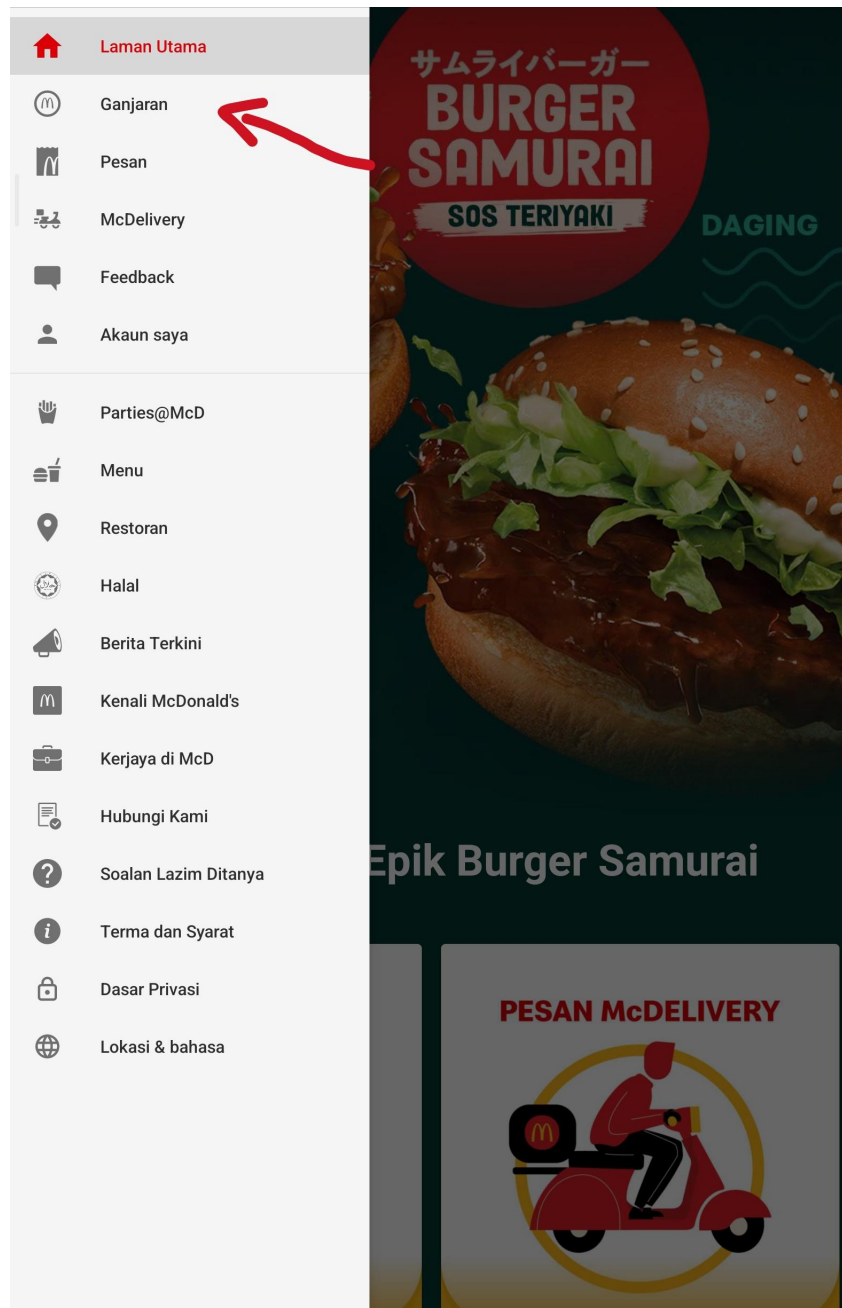 Laman Utama
Ganjaran
Pesan
McDelivery
Feedback
Akaun saya
Parties@McD
Menu
Restoran
Halal
Berita Terkini
Kenali McDonald's
Kerjaya di McD
Hubungi Kami
Soalan Lazim Ditanya
Terma dan Syarat
Dasar Privasi
Lokasi & bahasa
サムライバーガー
BURGER
SAMURAI
SOS TERIYAKI
DAGING
Epik Burger Samurai
PESAN McDELIVERY